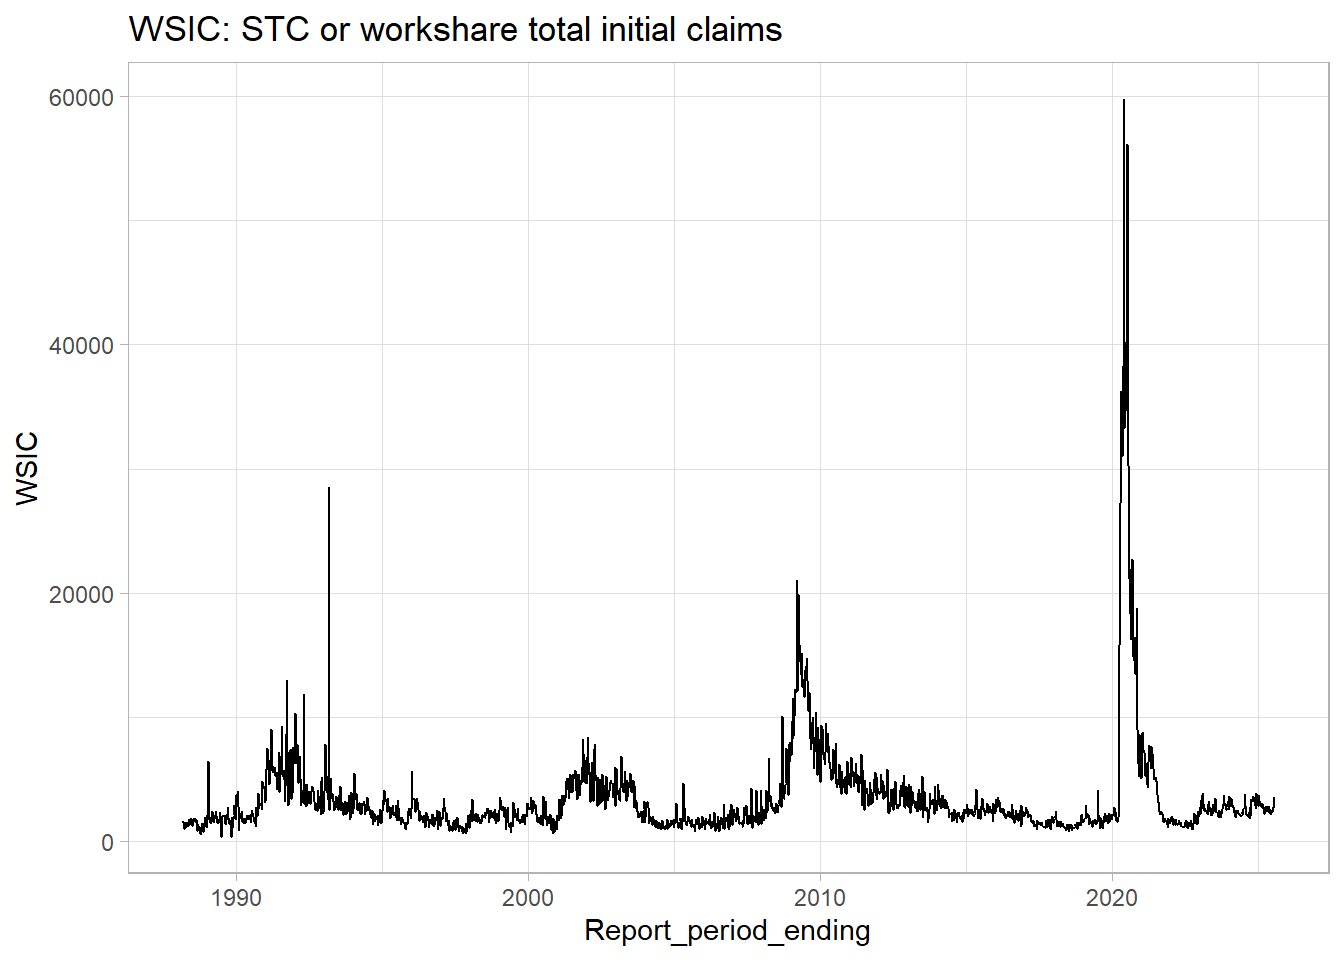 WSIC: STC or workshare total initial claims
60000
40000
20000
0
WSIC
1990 2000 2010 2020
Report_period_ending